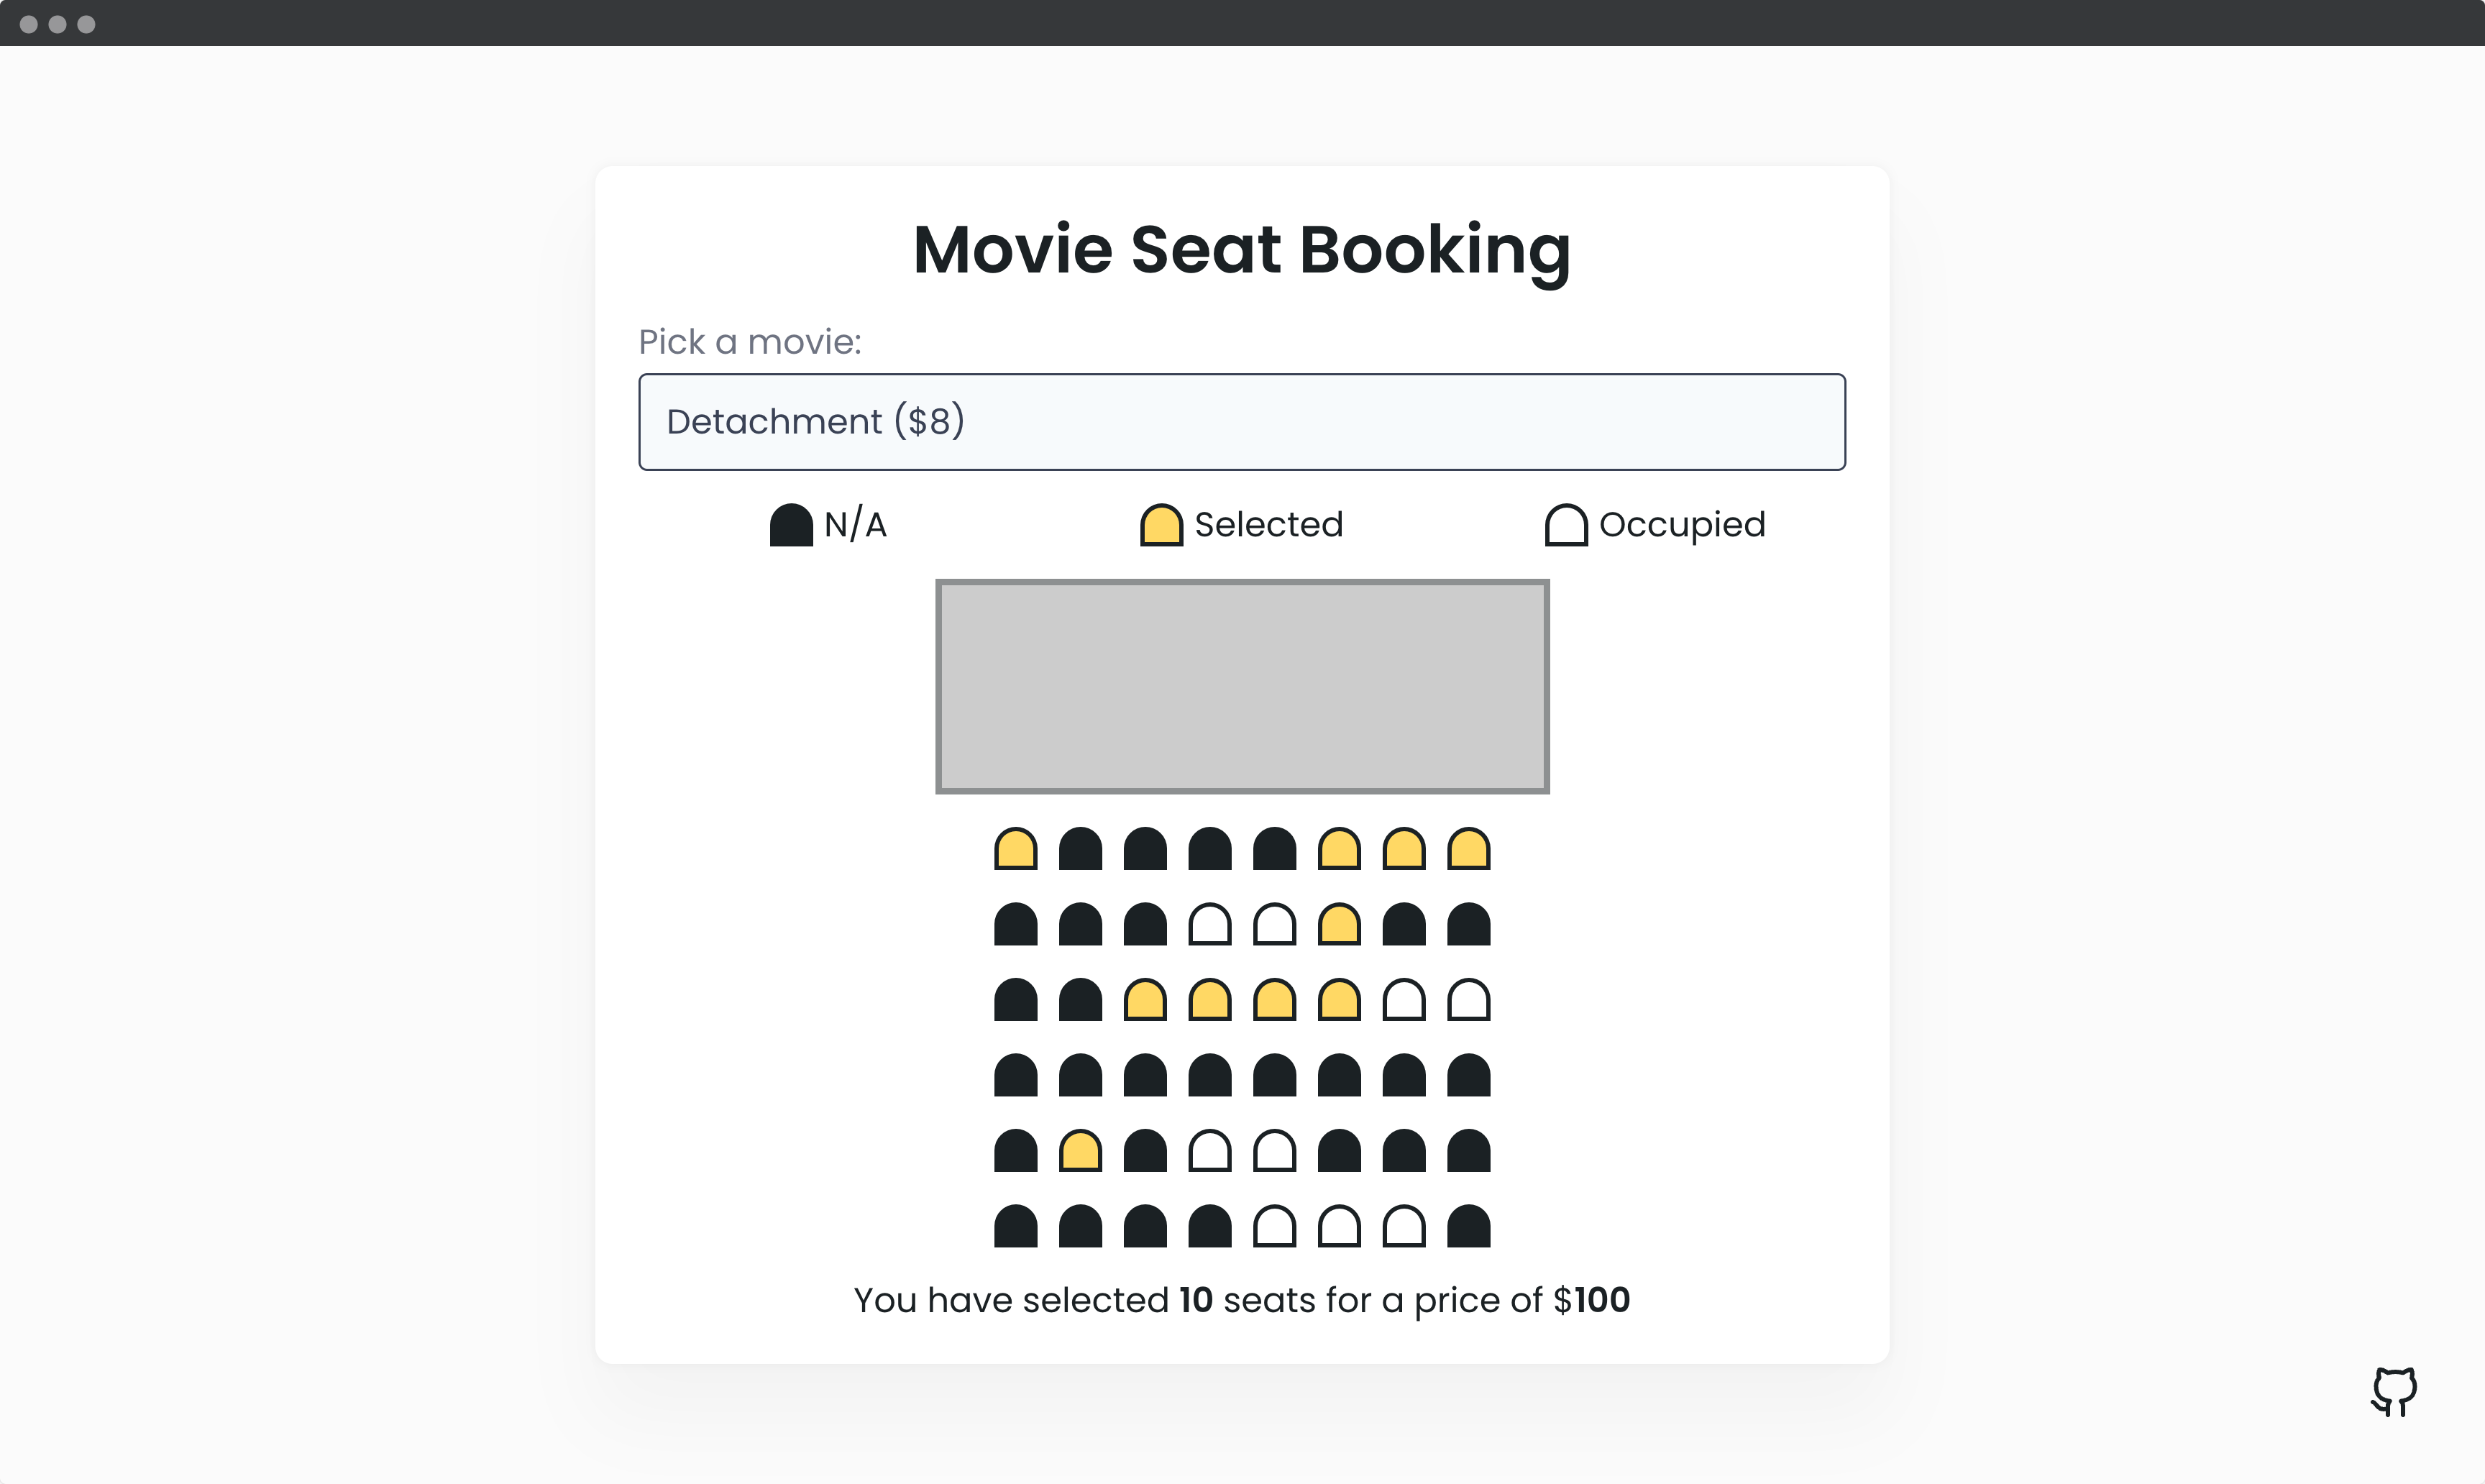 Movie Seat Booking
Pick a movie:
Detachment ($8)
N/A
Selected
Occupied
You have selected 10 seats for a price of $100